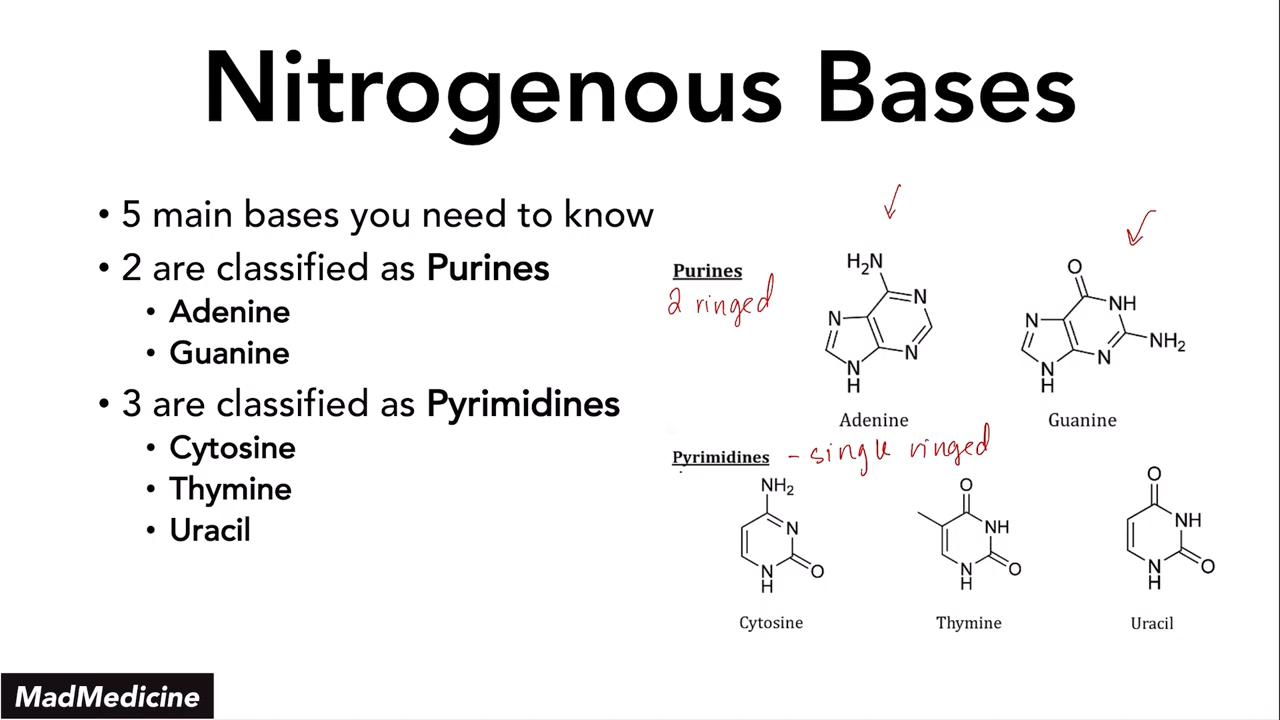 Nitrogenous Bases
• 5 main bases you need to know
• 2 are classified as Purines
• Adenine
• Guanine
• 3 are classified as Pyrimidines
• Cytosine
• Thymine
• Uracil
Purines
2 ringed
H₂N
N
N
N
N
H
Adenine
O
N
NH
N
NH₂
N
H
Guanine
Pyrimidines - single ringed
NH₂
N
N
O
H
Cytosine
O
NH
N
O
H
Thymine
O
NH
N
O
H
Uracil
MadMedicine